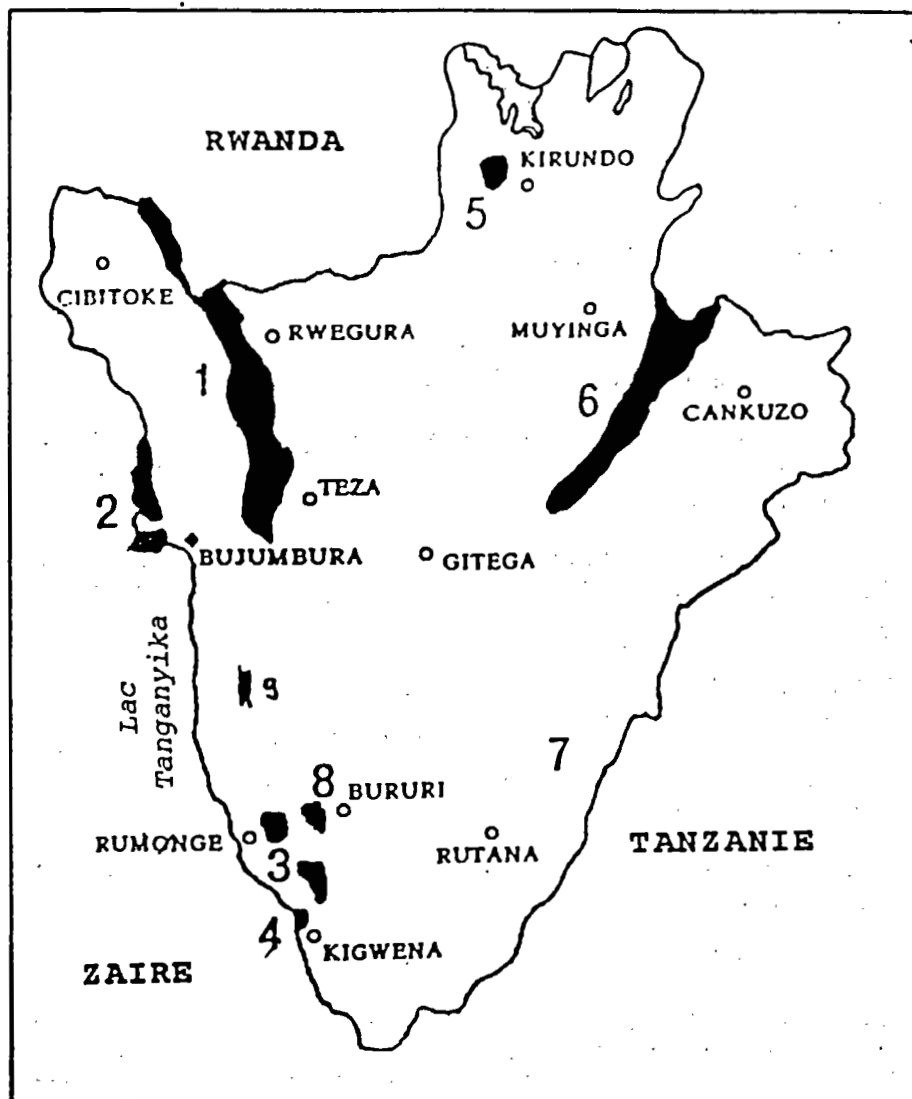 RWANDA
KIRUNDO
5
CIBITOKE
RWEGURA
MUYINGA
1
6
CANKUZO
TEZA
2
BUJUMBURA
GITEGA
Lac
Tanganyika
9
7
8
BURURI
RUMONGE
RUTANA
TANZANIE
3
4
KIGWENA
ZAIRE